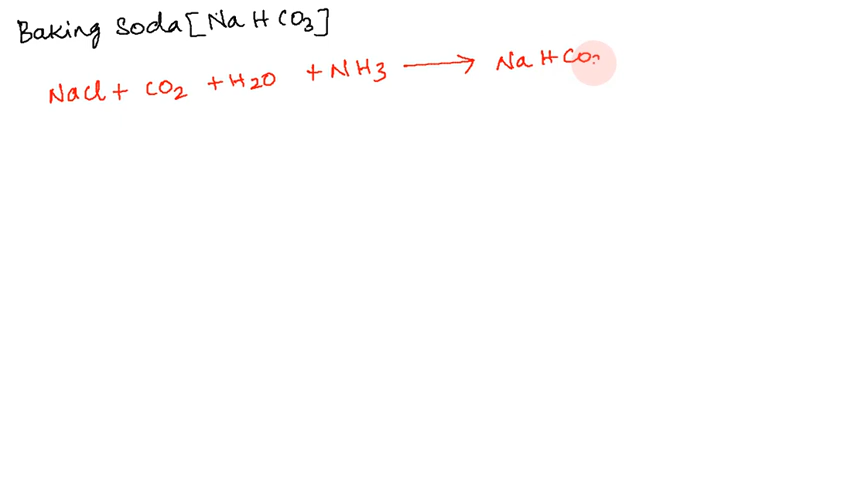 Baking Soda [NaHCO3]
NaCl + CO2 + H2O + NH3 → NaHCO